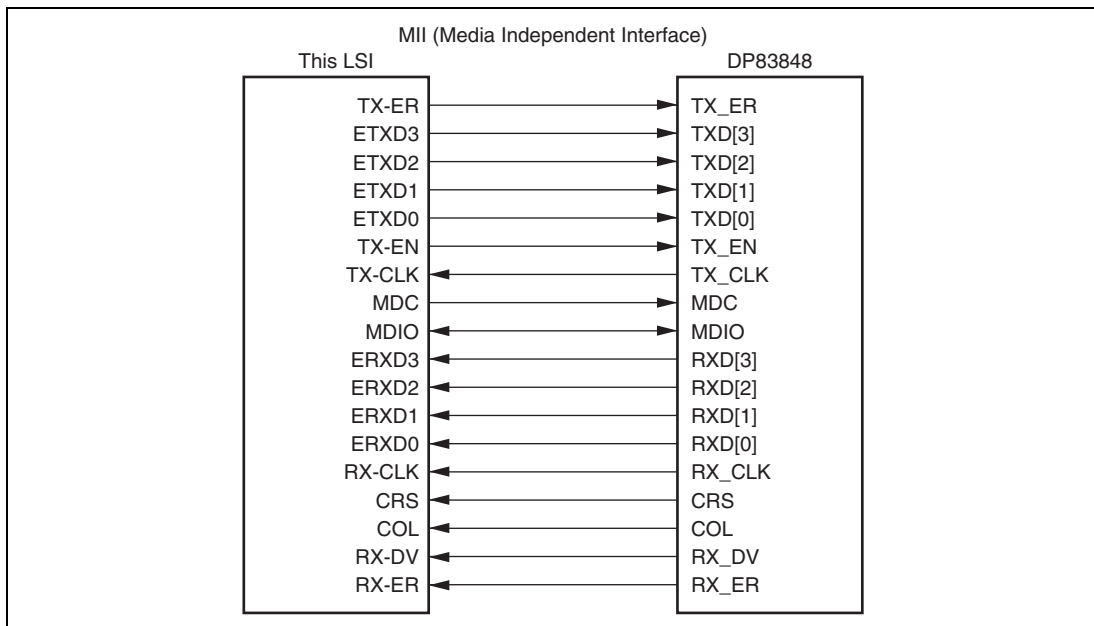 MII (Media Independent Interface)
This LSI DP83848
TX-ER TX_ER
ETXD3 TXD[3]
ETXD2 TXD[2]
ETXD1 TXD[1]
ETXD0 TXD[0]
TX-EN TX_EN
TX-CLK TX_CLK
MDC MDC
MDIO MDIO
ERXD3 RXD[3]
ERXD2 RXD[2]
ERXD1 RXD[1]
ERXD0 RXD[0]
RX-CLK RX_CLK
CRS CRS
COL COL
RX-DV RX_DV
RX-ER RX_ER